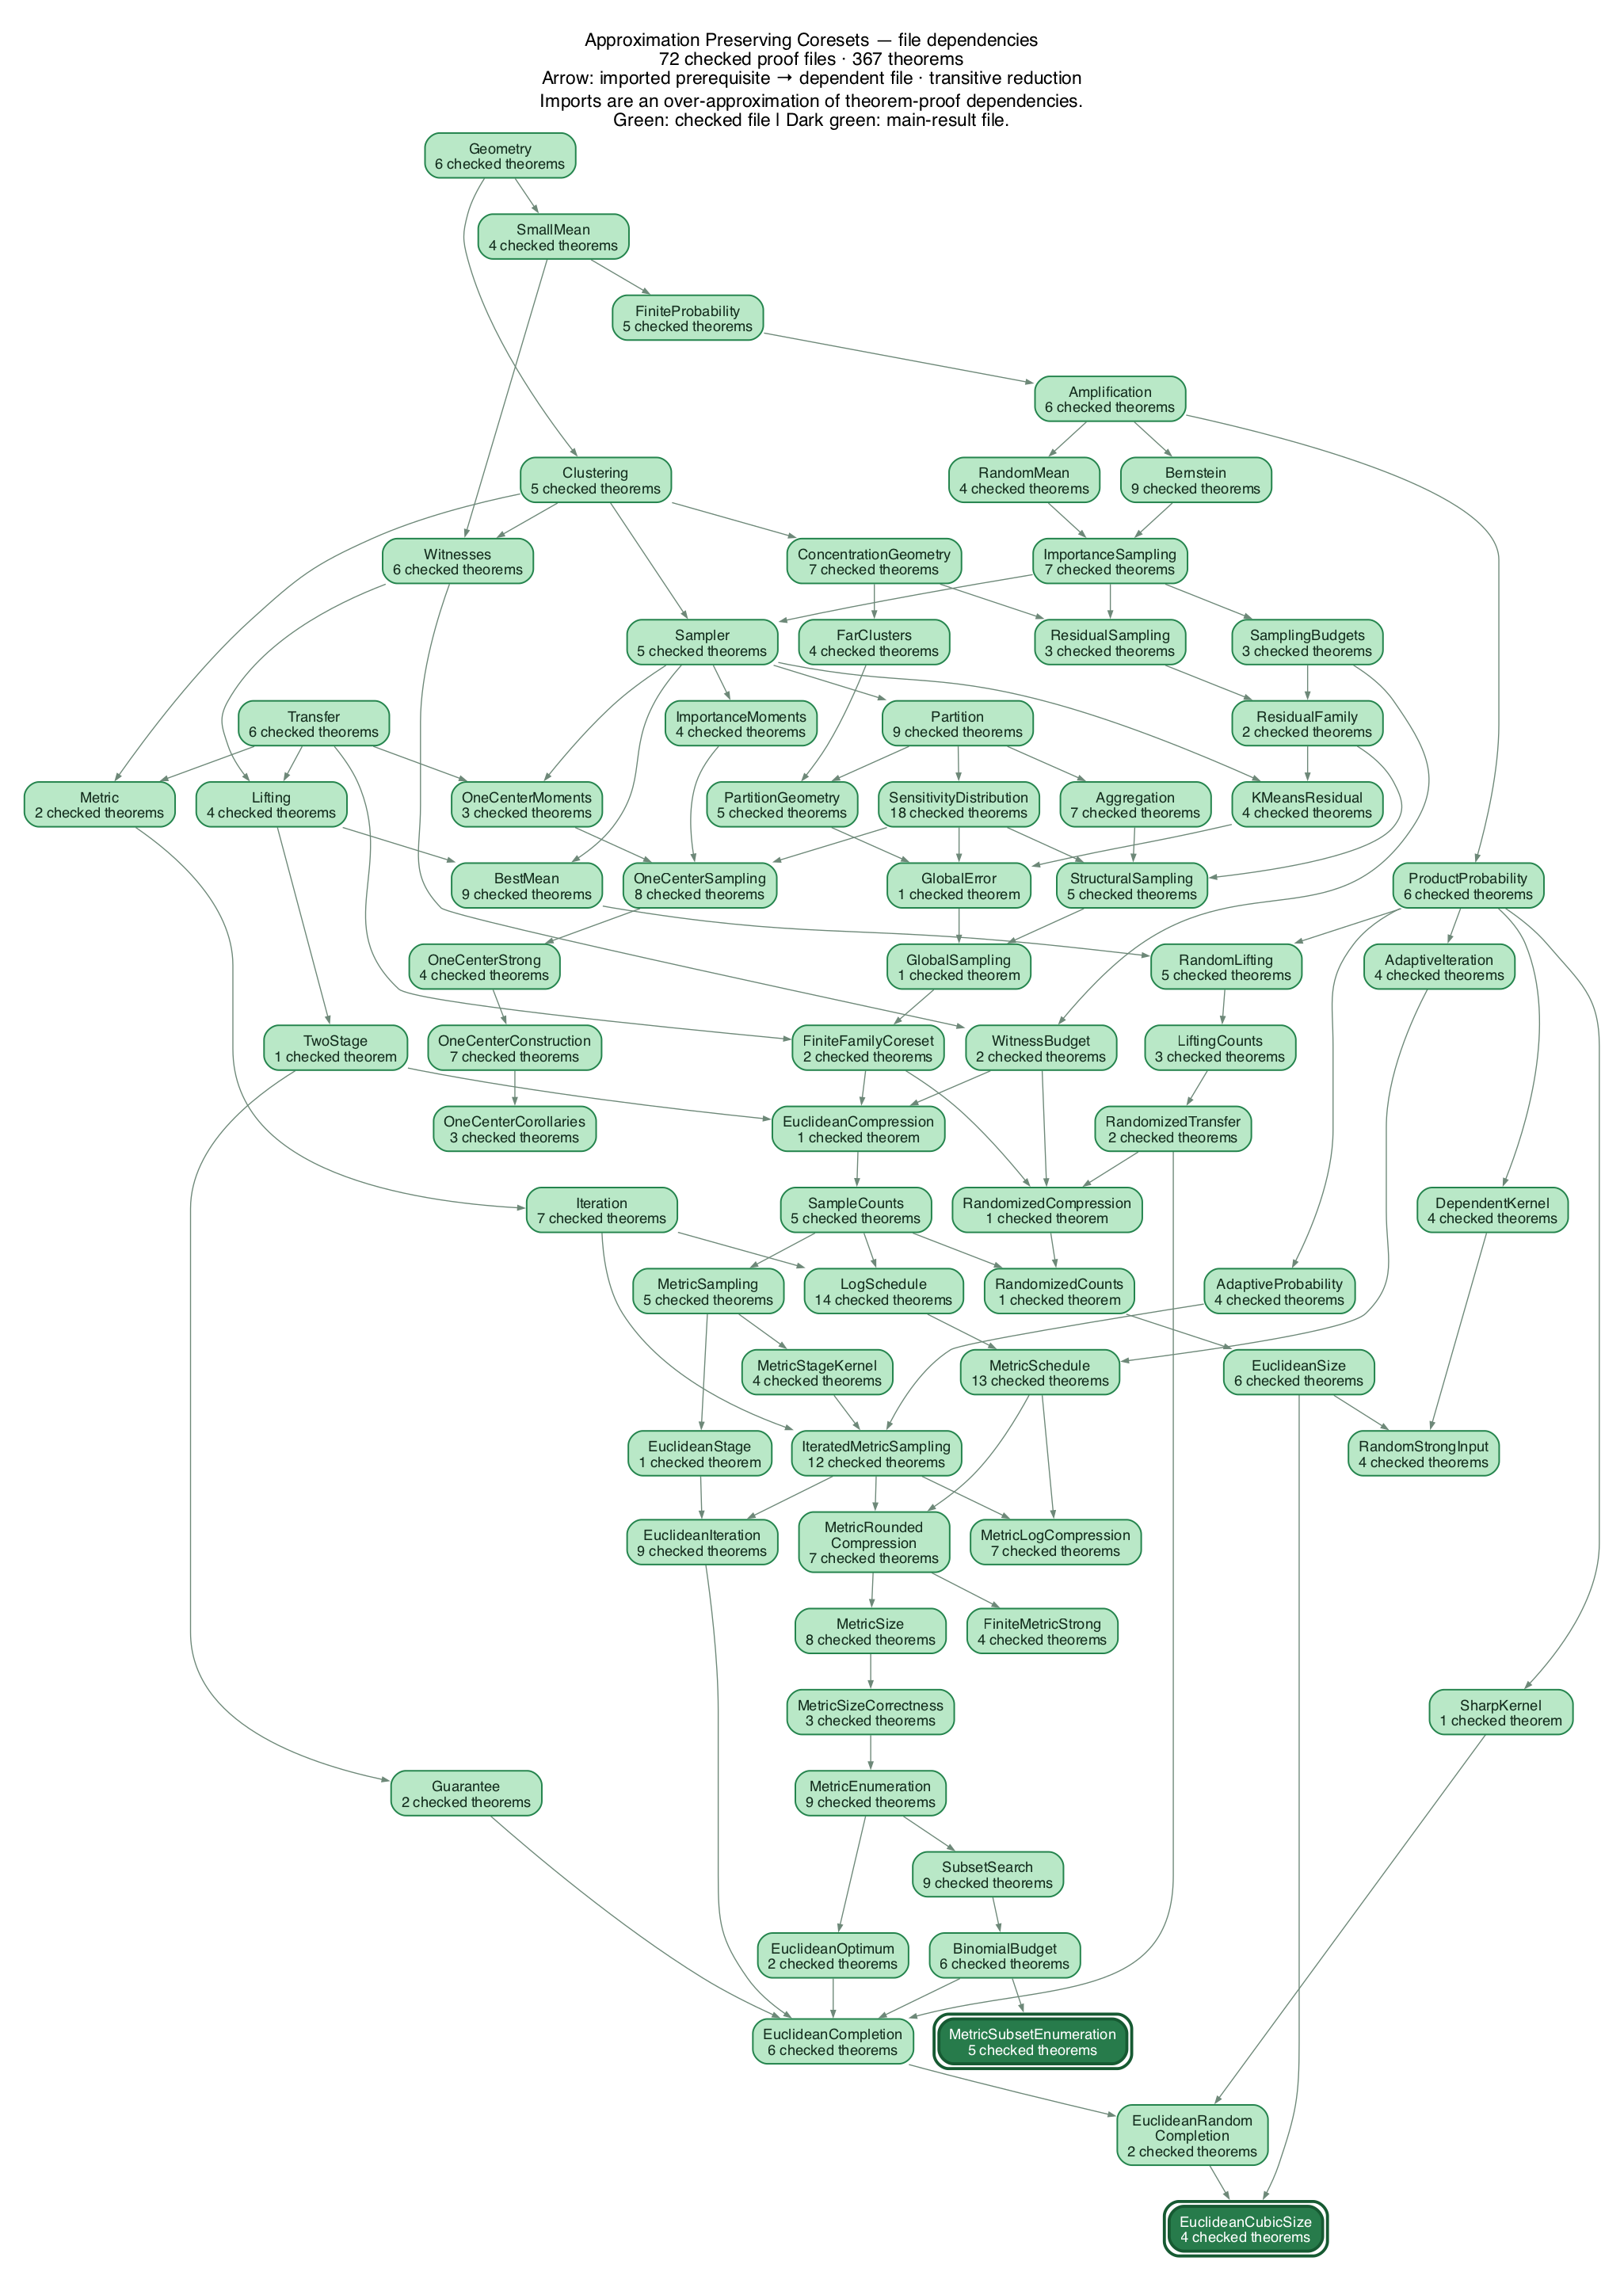 Approximation Preserving Coresets — file dependencies
72 checked proof files · 367 theorems
Arrow: imported prerequisite → dependent file · transitive reduction
Imports are an over-approximation of theorem-proof dependencies.
Green: checked file | Dark green: main-result file.
Geometry
6 checked theorems
SmallMean
4 checked theorems
FiniteProbability
5 checked theorems
Amplification
6 checked theorems
Clustering
5 checked theorems
RandomMean
4 checked theorems
Bernstein
9 checked theorems
Witnesses
6 checked theorems
ConcentrationGeometry
7 checked theorems
ImportanceSampling
7 checked theorems
Sampler
5 checked theorems
FarClusters
4 checked theorems
ResidualSampling
3 checked theorems
SamplingBudgets
3 checked theorems
Transfer
6 checked theorems
ImportanceMoments
4 checked theorems
Partition
9 checked theorems
ResidualFamily
2 checked theorems
Metric
2 checked theorems
Lifting
4 checked theorems
OneCenterMoments
3 checked theorems
PartitionGeometry
5 checked theorems
SensitivityDistribution
18 checked theorems
Aggregation
7 checked theorems
KMeansResidual
4 checked theorems
BestMean
9 checked theorems
OneCenterSampling
8 checked theorems
GlobalError
1 checked theorem
StructuralSampling
5 checked theorems
ProductProbability
6 checked theorems
OneCenterStrong
4 checked theorems
GlobalSampling
1 checked theorem
RandomLifting
5 checked theorems
AdaptiveIteration
4 checked theorems
TwoStage
1 checked theorem
OneCenterConstruction
7 checked theorems
FiniteFamilyCoreset
2 checked theorems
WitnessBudget
2 checked theorems
LiftingCounts
3 checked theorems
OneCenterCorollaries
3 checked theorems
EuclideanCompression
1 checked theorem
RandomizedTransfer
2 checked theorems
Iteration
7 checked theorems
SampleCounts
5 checked theorems
RandomizedCompression
1 checked theorem
DependentKernel
4 checked theorems
MetricSampling
5 checked theorems
LogSchedule
14 checked theorems
RandomizedCounts
1 checked theorem
AdaptiveProbability
4 checked theorems
MetricStageKernel
4 checked theorems
MetricSchedule
13 checked theorems
EuclideanSize
6 checked theorems
EuclideanStage
1 checked theorem
IteratedMetricSampling
12 checked theorems
RandomStrongInput
4 checked theorems
EuclideanIteration
9 checked theorems
MetricRounded
Compression
7 checked theorems
MetricLogCompression
7 checked theorems
MetricSize
8 checked theorems
FiniteMetricStrong
4 checked theorems
MetricSizeCorrectness
3 checked theorems
SharpKernel
1 checked theorem
Guarantee
2 checked theorems
MetricEnumeration
9 checked theorems
SubsetSearch
9 checked theorems
EuclideanOptimum
2 checked theorems
BinomialBudget
6 checked theorems
EuclideanCompletion
6 checked theorems
MetricSubsetEnumeration
5 checked theorems
EuclideanRandom
Completion
2 checked theorems
EuclideanCubicSize
4 checked theorems